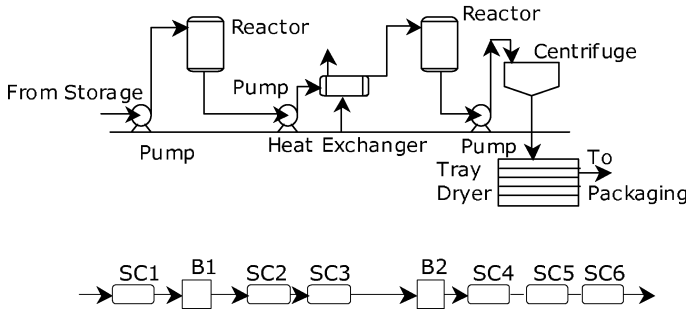 Reactor
Reactor
Centrifuge
Pump
From Storage
Pump
Heat Exchanger
Pump
Tray
Dryer
To
Packaging
SC1
B1
SC2
SC3
B2
SC4
SC5
SC6